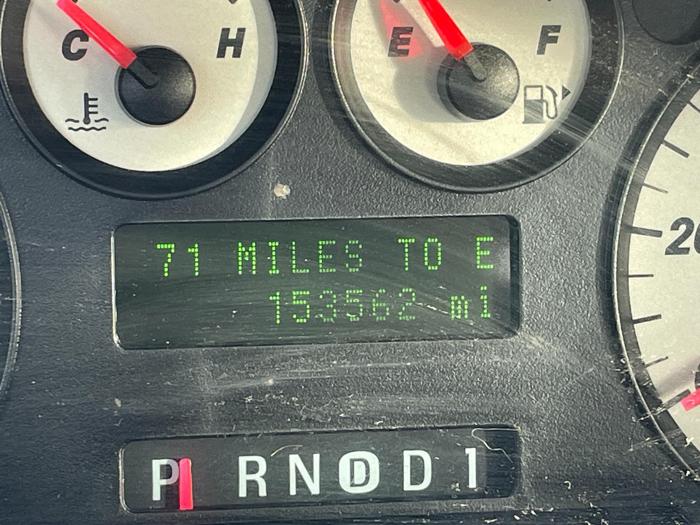 C H
E F
20
71 MILES TO E
153562 mi
P R N D D 1